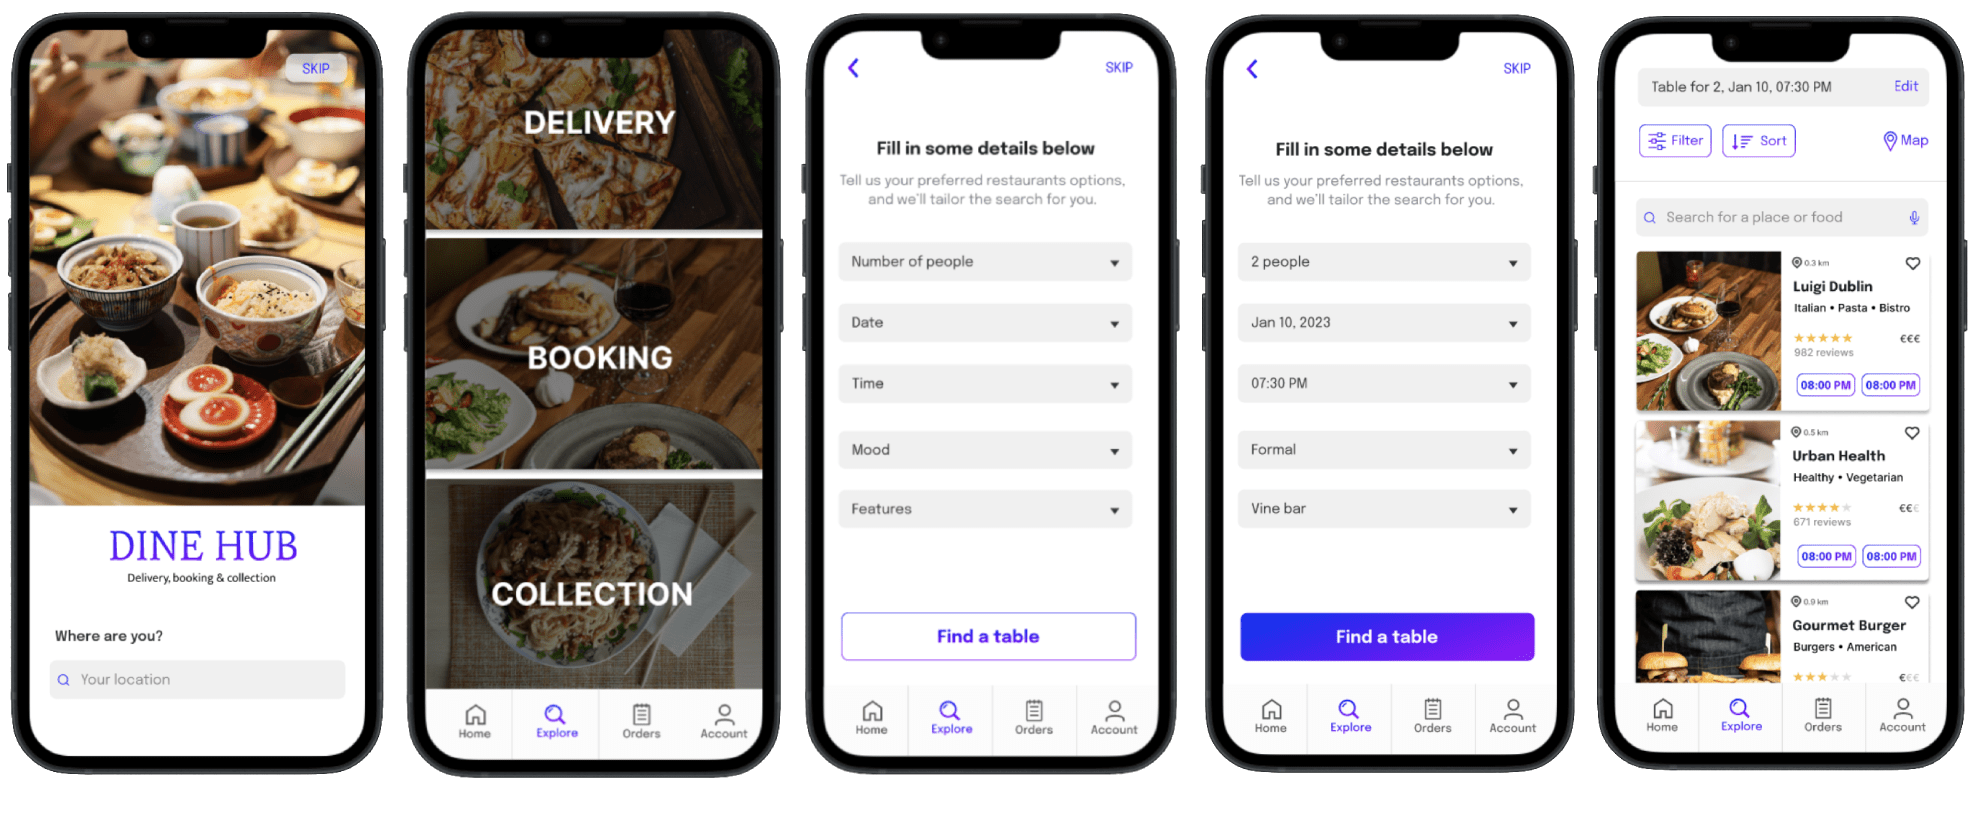 SKIP
DINE HUB
Delivery, booking & collection
Where are you?
Your location
DELIVERY
BOOKING
COLLECTION
Home
Explore
Orders
Account
SKIP
Fill in some details below
Tell us your preferred restaurants options,
and we'll tailor the search for you.
Number of people
Date
Time
Mood
Features
Find a table
Home
Explore
Orders
Account
SKIP
Fill in some details below
Tell us your preferred restaurants options,
and we'll tailor the search for you.
2 people
Jan 10, 2023
07:30 PM
Formal
Vine bar
Find a table
Home
Explore
Orders
Account
Table for 2, Jan 10, 07:30 PM Edit
Filter Sort Map
Search for a place or food
0.3 km
Luigi Dublin
Italian • Pasta • Bistro
€€€
982 reviews
08:00 PM 08:00 PM
0.5 km
Urban Health
Healthy • Vegetarian
€€€
671 reviews
08:00 PM 08:00 PM
0.9 km
Gourmet Burger
Burgers • American
€€€
Home
Explore
Orders
Account